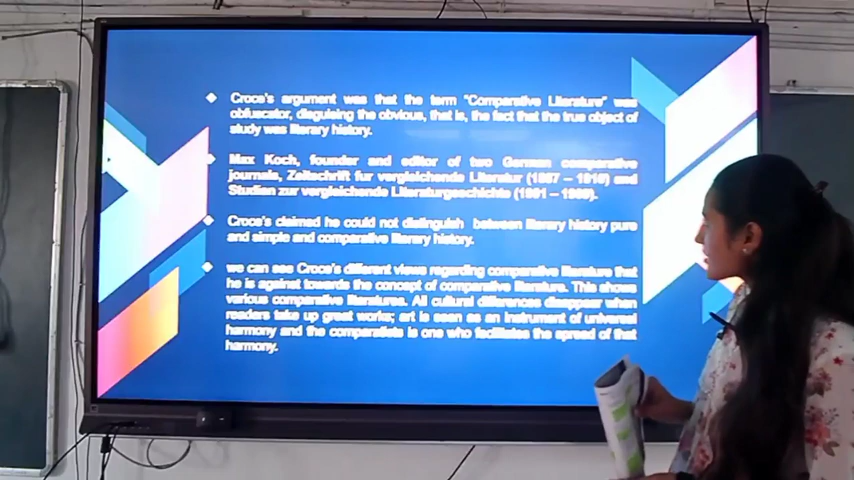 Croce's argument was that the term "Comparative Literature" was
obfuscator, disguising the obvious, that is, the fact that the true object of
study was literary history.
Max Koch, founder and editor of two German comparative
journals, Zeitschrift fur vergleichende Literatur (1887 – 1910) and
Studien zur vergleichende Literaturgeschichte (1901 – 1909).
Croce's claimed he could not distinguish between literary history pure
and simple and comparative literary history.
we can see Croce's different views regarding comparative literature that
he is against towards the concept of comparative literature. This shows
various comparative literatures. All cultural differences disappear when
readers take up great works; art is seen as an instrument of universal
harmony and the comparatists is one who facilitates the spread of that
harmony.